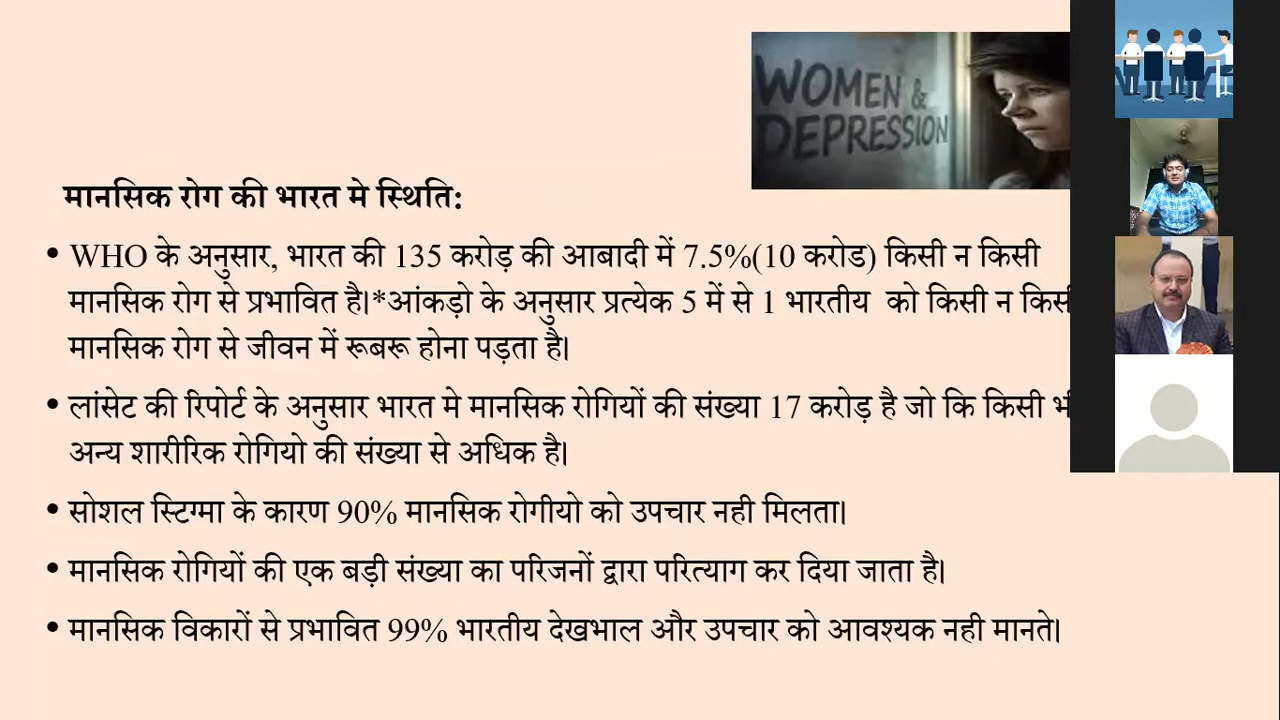 WOMEN &
DEPRESSION
मानसिक रोग की भारत मे स्थिति:
• WHO के अनुसार, भारत की 135 करोड़ की आबादी में 7.5%(10 करोड) किसी न किसी
मानसिक रोग से प्रभावित है।*आंकड़ो के अनुसार प्रत्येक 5 में से 1 भारतीय को किसी न
मानसिक रोग से जीवन में रूबरू होना पड़ता है।
• लांसेट की रिपोर्ट के अनुसार भारत मे मानसिक रोगियों की संख्या 17 करोड़ है जो कि किसी
अन्य शारीरिक रोगियो की संख्या से अधिक है।
• सोशल स्टिग्मा के कारण 90% मानसिक रोगीयो को उपचार नही मिलता।
• मानसिक रोगियों की एक बड़ी संख्या का परिजनों द्वारा परित्याग कर दिया जाता है।
• मानसिक विकारों से प्रभावित 99% भारतीय देखभाल और उपचार को आवश्यक नही मानते।